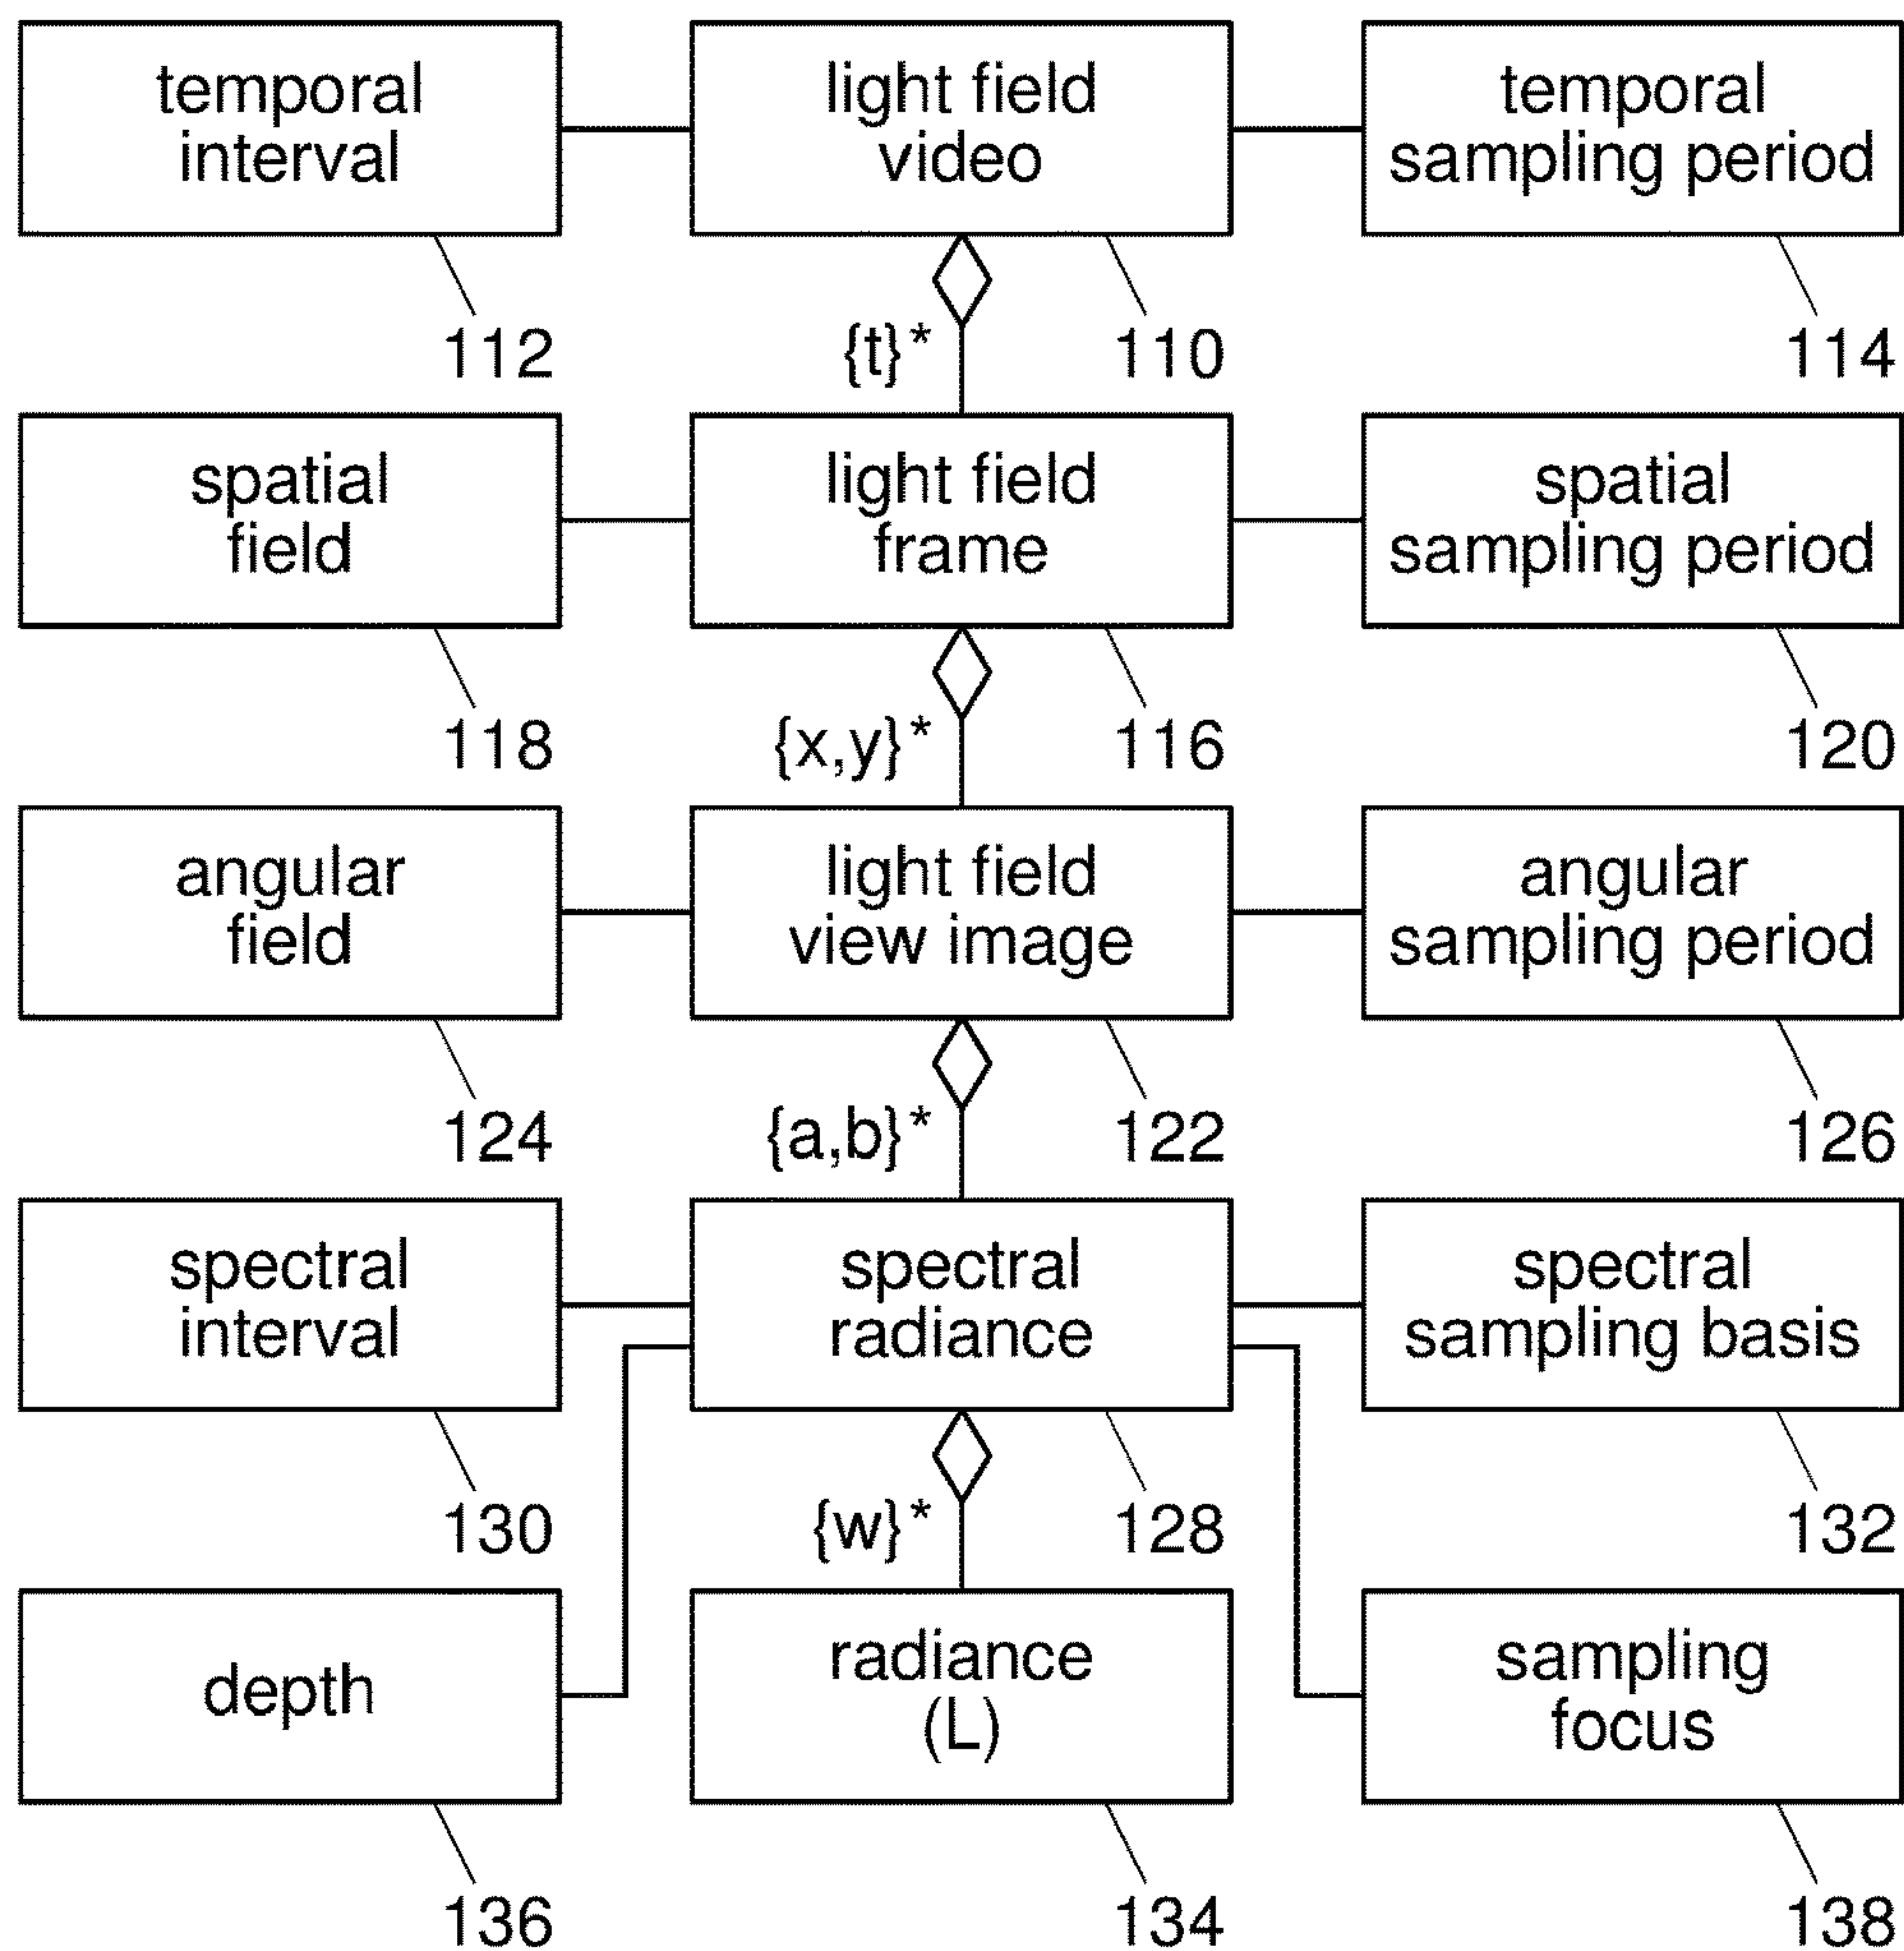 temporal
interval
light field
video
temporal
sampling period
112
{t}*
110
114
spatial
field
light field
frame
spatial
sampling period
118
{x,y}*
116
120
angular
field
light field
view image
angular
sampling period
124
{a,b}*
122
126
spectral
interval
spectral
radiance
spectral
sampling basis
130
{w}*
128
132
depth
radiance
(L)
sampling
focus
136
134
138